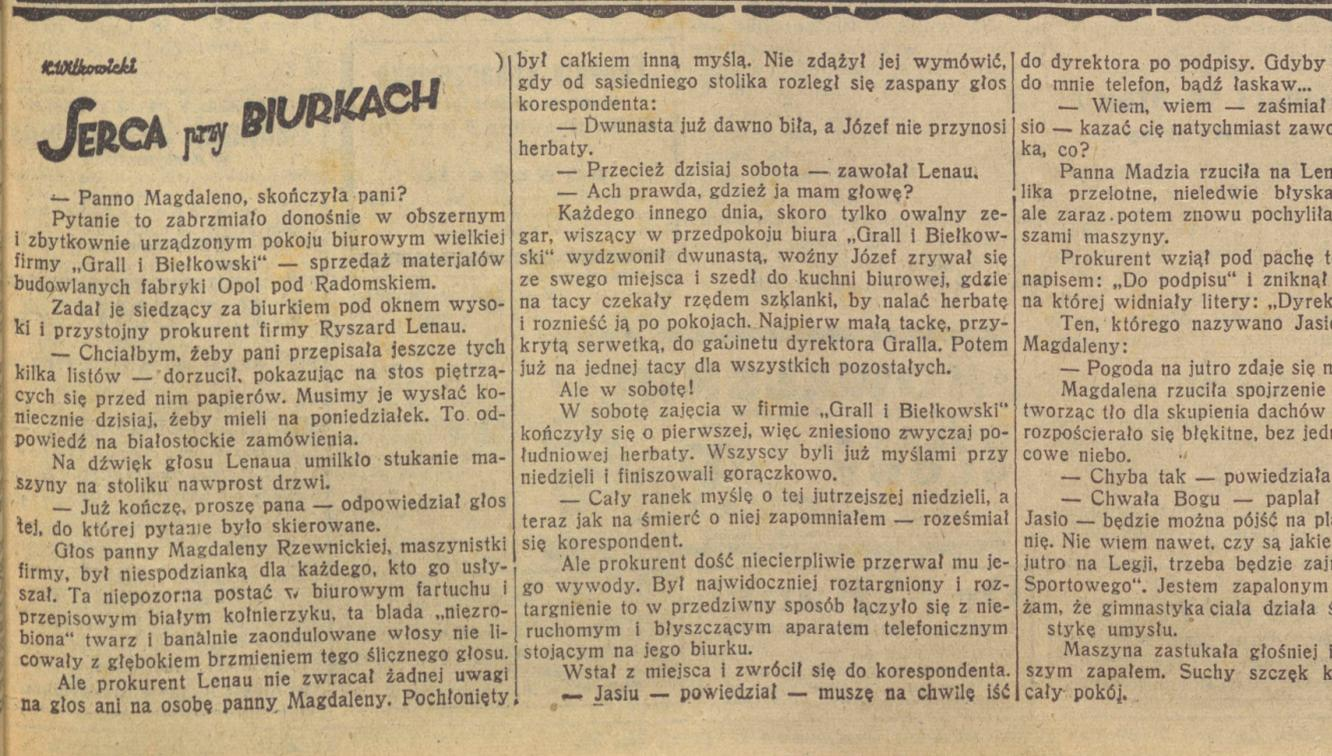 K. Witkowicki
SERCA przy BIURKACH
— Panno Magdaleno, skończyła pani?
Pytanie to zabrzmiało donośnie w obszernym
i zbytkownie urządzonym pokoju biurowym wielkiej
firmy „Grall i Biełkowski“ — sprzedaż materjałów
budowlanych fabryki Opol pod Radomskiem.
Zadał je siedzący za biurkiem pod oknem wyso-
ki i przystojny prokurent firmy Ryszard Lenau.
— Chciałbym, żeby pani przepisała jeszcze tych
kilka listów — dorzucił, pokazując na stos piętrzą-
cych się przed nim papierów. Musimy je wysłać ko-
niecznie dzisiaj, żeby mieli na poniedziałek. To od-
powiedź na białostockie zamówienia.
Na dźwięk głosu Lenaua umilkło stukanie ma-
szyny na stoliku nawprost drzwi.
— Już kończę, proszę pana — odpowiedział głos
tej, do której pytanie było skierowane.
Głos panny Magdaleny Rzewnickiej, maszynistki
firmy, był niespodzianką dla każdego, kto go usły-
szał. Ta niepozorna postać w biurowym fartuchu i
przepisowym białym kołnierzyku, ta blada „niezro-
biona“ twarz i banalnie zaondulowane włosy nie li-
cowały z głębokiem brzmieniem tego ślicznego głosu.
Ale prokurent Lenau nie zwracał żadnej uwagi
na głos ani na osobę panny Magdaleny. Pochłonięty
był całkiem inną myślą. Nie zdążył jej wymówić,
gdy od sąsiedniego stolika rozległ się zaspany głos
korespondenta:
— Dwunasta już dawno biła, a Józef nie przynosi
herbaty.
— Przecież dzisiaj sobota — zawołał Lenau.
— Ach prawda, gdzież ja mam głowę?
Każdego innego dnia, skoro tylko owalny ze-
gar, wiszący w przedpokoju biura „Grall i Biełkow-
ski“ wydzwonił dwunastą, woźny Józef zrywał się
ze swego miejsca i szedł do kuchni biurowej, gdzie
na tacy czekały rzędem szklanki, by nalać herbatę
i roznieść ją po pokojach. Najpierw małą tackę, przy-
krytą serwetką, do gabinetu dyrektora Gralla. Potem
już na jednej tacy dla wszystkich pozostałych.
Ale w sobotę!
W sobotę zajęcia w firmie „Grall i Biełkowski“
kończyły się o pierwszej, więc zniesiono zwyczaj po-
łudniowej herbaty. Wszyscy byli już myślami przy
niedzieli i finiszowali gorączkowo.
— Cały ranek myślę o tej jutrzejszej niedzieli, a
teraz jak na śmierć o niej zapomniałem — roześmiał
się korespondent.
Ale prokurent dość niecierpliwie przerwał mu je-
go wywody. Był najwidoczniej roztargniony i roz-
targnienie to w przedziwny sposób łączyło się z nie-
ruchomym i błyszczącym aparatem telefonicznym
stojącym na jego biurku.
Wstał z miejsca i zwrócił się do korespondenta.
— Jasiu — powiedział — muszę na chwilę iść
do dyrektora po podpisy. Gdyby
do mnie telefon, bądź łaskaw...
— Wiem, wiem — zaśmiał
sio — kazać cię natychmiast zawo
ka, co?
Panna Madzia rzuciła na Len
lika przelotne, nieledwie błyska
ale zaraz potem znowu pochyliła
szami maszyny.
Prokurent wziął pod pachę t
napisem: „Do podpisu“ i zniknął
na której widniały litery: „Dyrek
Ten, którego nazywano Jasie
Magdaleny:
— Pogoda na jutro zdaje się n
Magdalena rzuciła spojrzenie
tworząc tło dla skupienia dachów
rozpościerało się błękitne, bez jedn
cowe niebo.
— Chyba tak — powiedziała
— Chwała Bogu — paplał
Jasio — będzie można pójść na pl
nię. Nie wiem nawet, czy są jakie
jutro na Legji, trzeba będzie zajr
Sportowego“. Jestem zapalonym
żam, że gimnastyka ciała działa ś
stykę umysłu.
Maszyna zastukała głośniej i
szym zapałem. Suchy szczęk k
cały pokój.